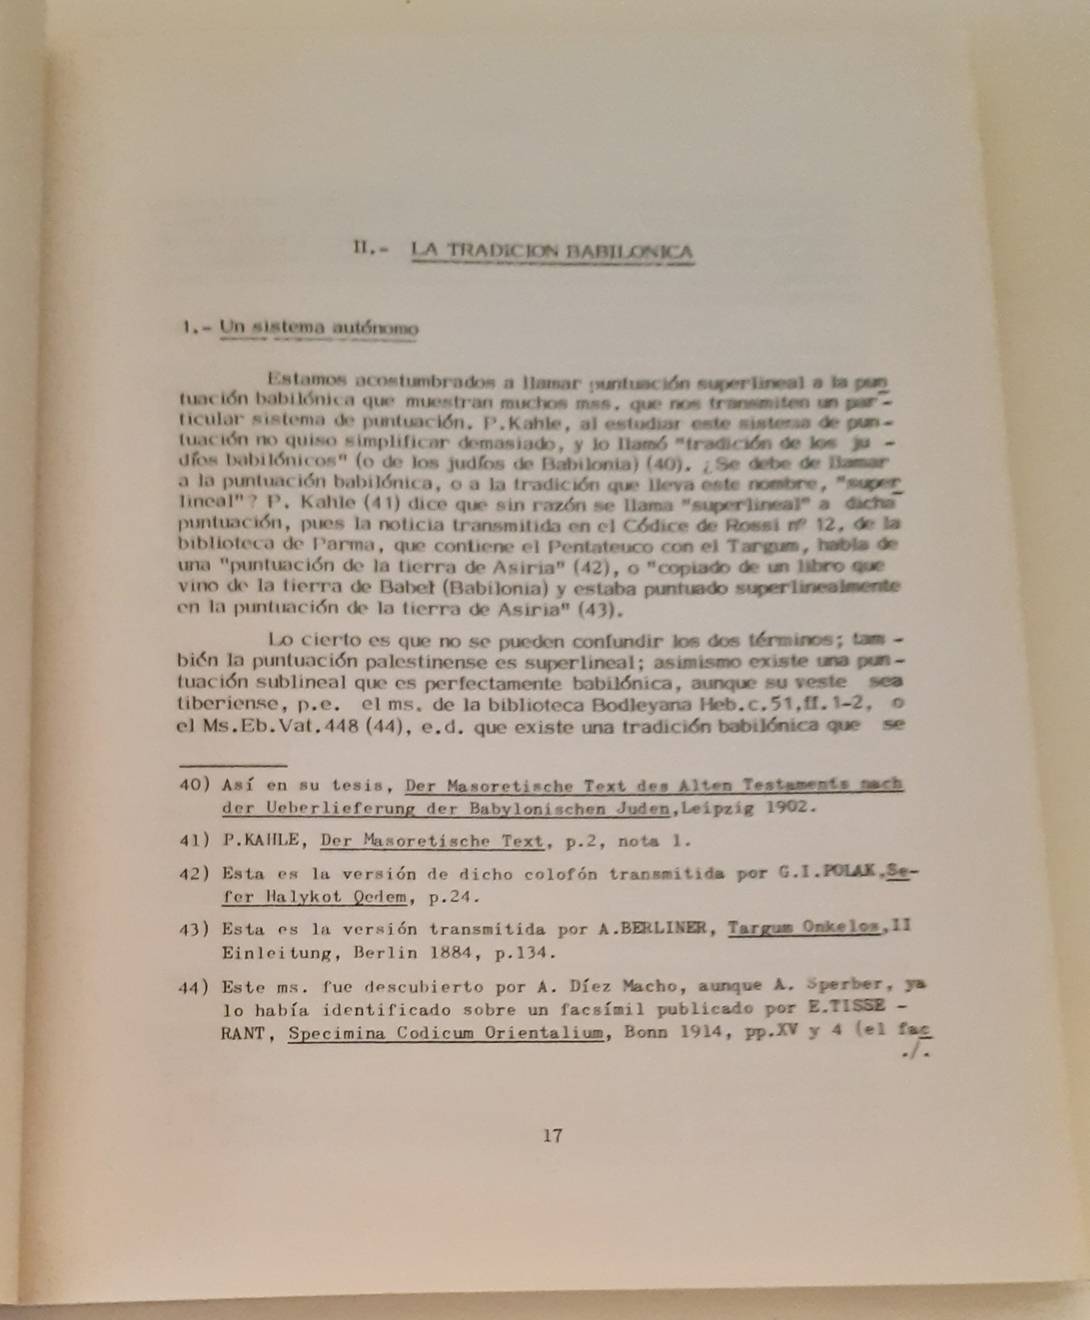 II.- LA TRADICION BABILONICA
1.- Un sistema autónomo
Estamos acostumbrados a llamar puntuación superlineal a la pun
tuación babilónica que muestran muchos mss. que nos transmiten un par -
ticular sistema de puntuación. P.Kahle, al estudiar este sistema de pun-
tuación no quiso simplificar demasiado, y lo llamó "tradición de los ju -
díos babilónicos" (o de los judíos de Babilonia) (40). ¿Se debe de llamar
a la puntuación babilónica, o a la tradición que lleva este nombre, "super
lineal"? P. Kahle (41) dice que sin razón se llama "superlineal" a dicha
puntuación, pues la noticia transmitida en el Códice de Rossi nº 12, de la
biblioteca de Parma, que contiene el Pentateuco con el Targum, habla de
una "puntuación de la tierra de Asiria" (42), o "copiado de un libro que
vino de la tierra de Babel (Babilonia) y estaba puntuado superlinealmente
en la puntuación de la tierra de Asiria" (43).
Lo cierto es que no se pueden confundir los dos términos; tam -
bién la puntuación palestinense es superlineal; asimismo existe una pun-
tuación sublineal que es perfectamente babilónica, aunque su veste sea
tiberiense, p.e. el ms. de la biblioteca Bodleyana Heb.c.51,ff.1-2, o
el Ms.Eb.Vat.448 (44), e.d. que existe una tradición babilónica que se
40) Así en su tesis, Der Masoretische Text des Alten Testaments nach
der Ueberlieferung der Babylonischen Juden,Leipzig 1902.
41) P.KAHLE, Der Masoretische Text, p.2, nota 1.
42) Esta es la versión de dicho colofón transmitida por G.I.POLAK,Se-
fer Halykot Qedem, p.24.
43) Esta es la versión transmitida por A.BERLINER, Targum Onkelos,II
Einleitung, Berlin 1884, p.134.
44) Este ms. fue descubierto por A. Díez Macho, aunque A. Sperber, ya
lo había identificado sobre un facsímil publicado por E.TISSE -
RANT, Specimina Codicum Orientalium, Bonn 1914, pp.XV y 4 (el fac
./.
17